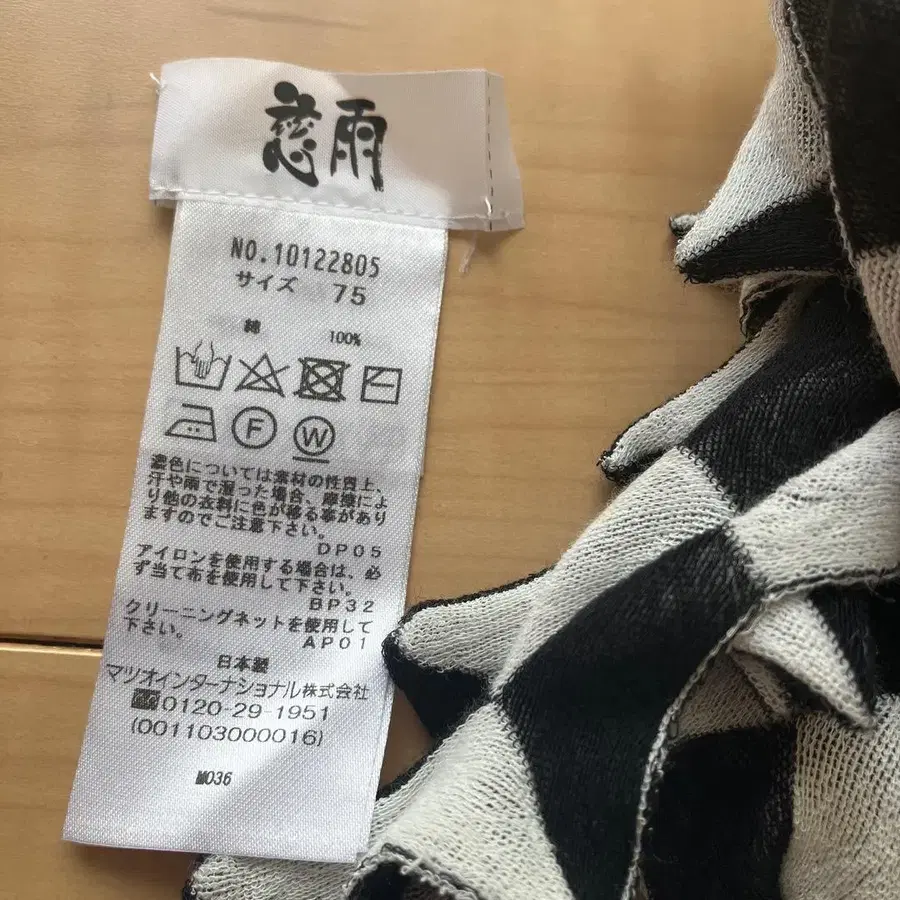 慈雨
NO.10122805
サイズ 75
綿 100%
F
W
濃色については素材の性質上、
汗や雨で湿った場合、摩擦によ
り他の衣料に色が移る事があり
ますのでご注意下さい。
DP05
アイロンを使用する場合は、必
ず当て布を使用して下さい。
BP32
クリーニングネットを使用して
下さい。
AP01
日本製
マツオインターナショナル株式会社
0120-29-1951
(001103000016)
M036